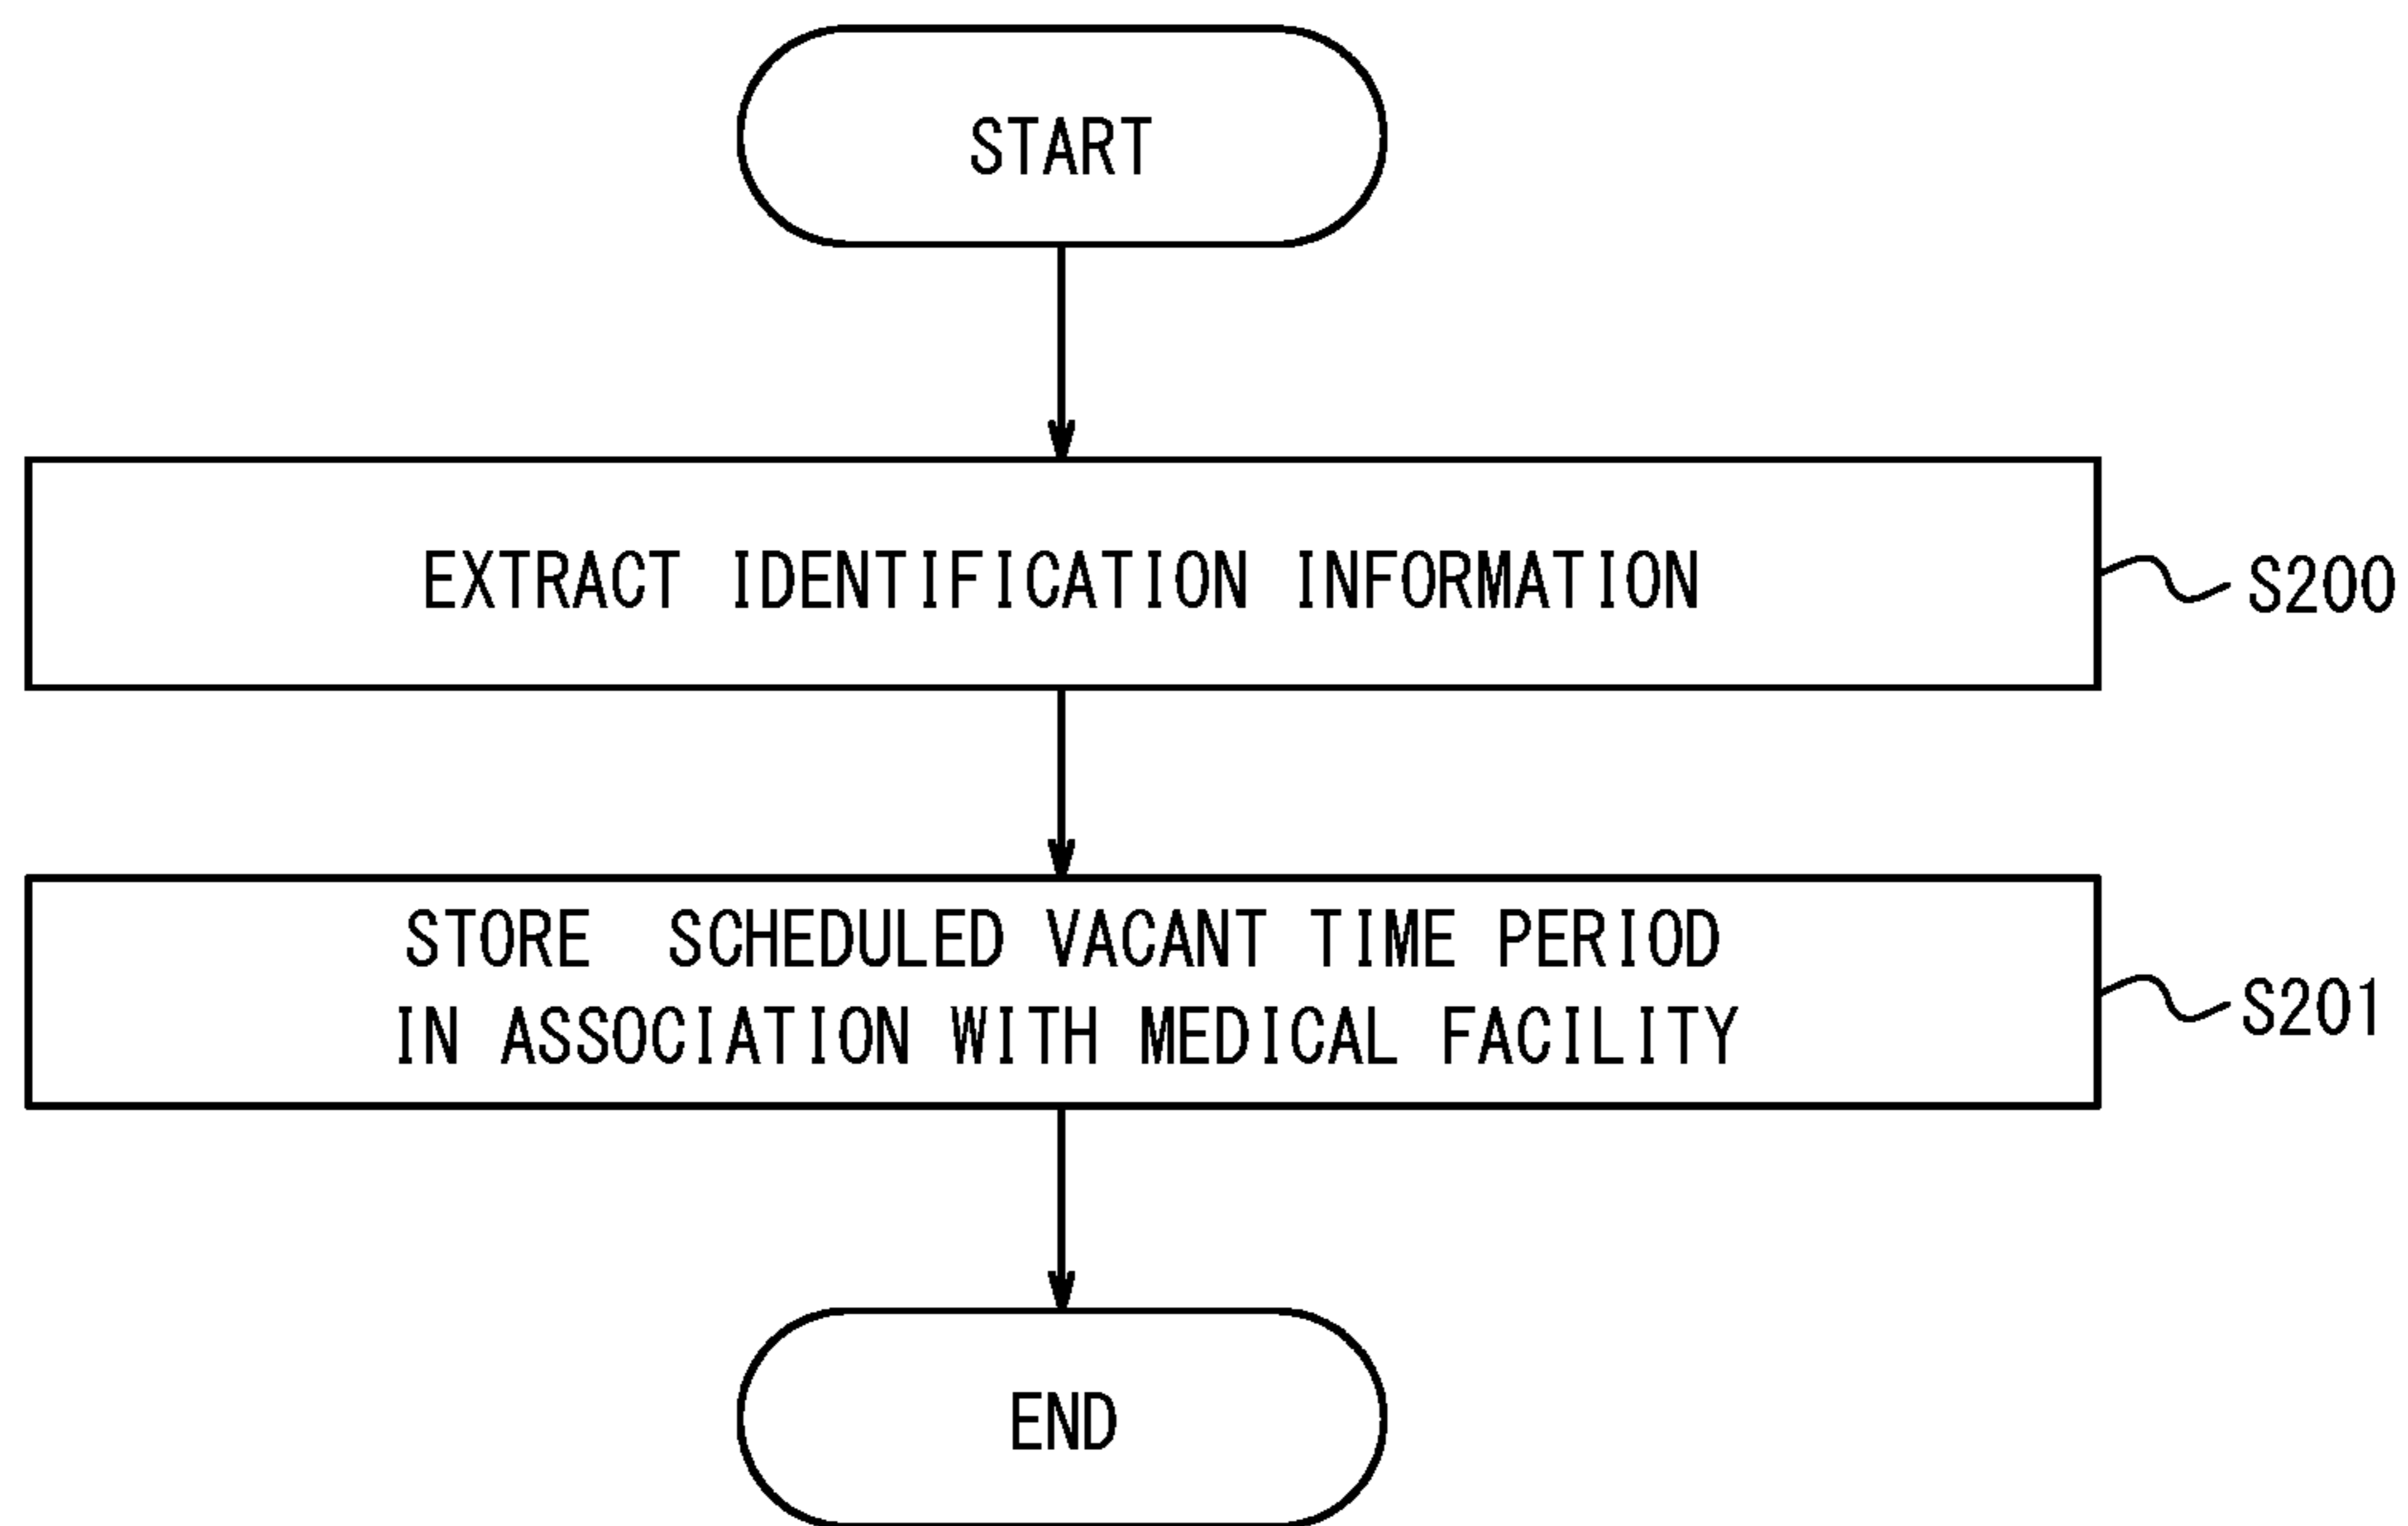 START
EXTRACT IDENTIFICATION INFORMATION
S200
STORE SCHEDULED VACANT TIME PERIOD
IN ASSOCIATION WITH MEDICAL FACILITY
S201
END